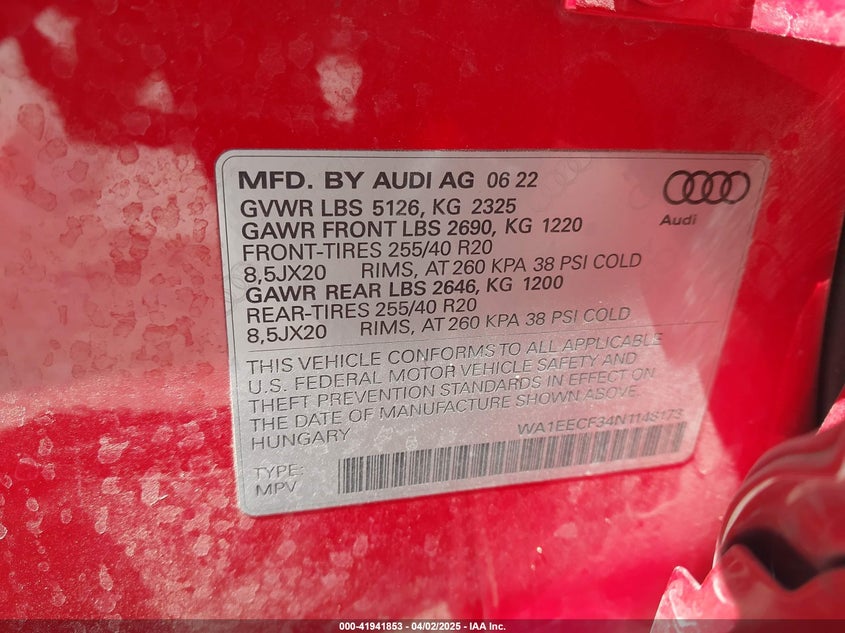 MFD. BY AUDI AG 06 22
GVWR LBS 5126, KG 2325
GAWR FRONT LBS 2690, KG 1220
FRONT-TIRES 255/40 R20
8,5JX20 RIMS, AT 260 KPA 38 PSI COLD
GAWR REAR LBS 2646, KG 1200
REAR-TIRES 255/40 R20
8,5JX20 RIMS, AT 260 KPA 38 PSI COLD
Audi
THIS VEHICLE CONFORMS TO ALL APPLICABLE
U.S. FEDERAL MOTOR VEHICLE SAFETY AND
THEFT PREVENTION STANDARDS IN EFFECT ON
THE DATE OF MANUFACTURE SHOWN ABOVE.
HUNGARY
WA1EECF34N1148173
TYPE:
MPV
000-41941853 — 04/02/2025 — IAA Inc.